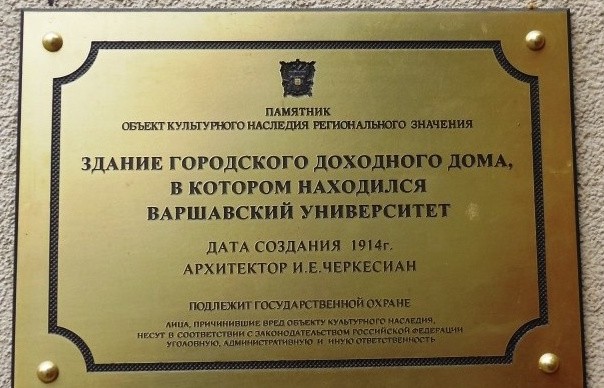 ПАМЯТНИК
ОБЪЕКТ КУЛЬТУРНОГО НАСЛЕДИЯ РЕГИОНАЛЬНОГО ЗНАЧЕНИЯ
ЗДАНИЕ ГОРОДСКОГО ДОХОДНОГО ДОМА,
В КОТОРОМ НАХОДИЛСЯ
ВАРШАВСКИЙ УНИВЕРСИТЕТ
ДАТА СОЗДАНИЯ 1914г.
АРХИТЕКТОР И.Е.ЧЕРКЕСИАН
ПОДЛЕЖИТ ГОСУДАРСТВЕННОЙ ОХРАНЕ
ЛИЦА, ПРИЧИНИВШИЕ ВРЕД ОБЪЕКТУ КУЛЬТУРНОГО НАСЛЕДИЯ,
НЕСУТ В СООТВЕТСТВИИ С ЗАКОНОДАТЕЛЬСТВОМ РОССИЙСКОЙ ФЕДЕРАЦИИ
УГОЛОВНУЮ, АДМИНИСТРАТИВНУЮ И ИНУЮ ОТВЕТСТВЕННОСТЬ